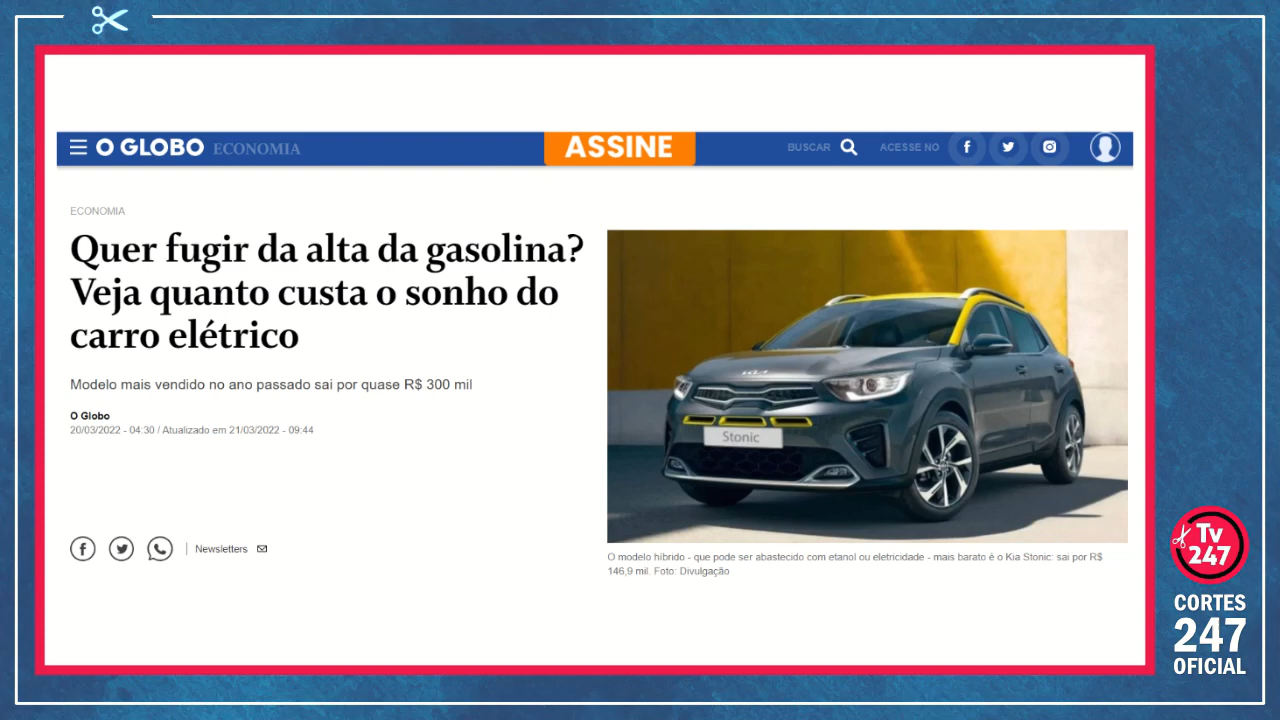 O GLOBO ECONOMIA
ASSINE
BUSCAR
ACESSE NO
ECONOMIA
Quer fugir da alta da gasolina?
Veja quanto custa o sonho do
carro elétrico
Modelo mais vendido no ano passado sai por quase R$ 300 mil
O Globo
20/03/2022 - 04:30 / Atualizado em 21/03/2022 - 09:44
Newsletters
KIA
Stonic
O modelo híbrido - que pode ser abastecido com etanol ou eletricidade - mais barato é o Kia Stonic: sai por R$
146,9 mil. Foto: Divulgação
Tv
247
CORTES
247
OFICIAL